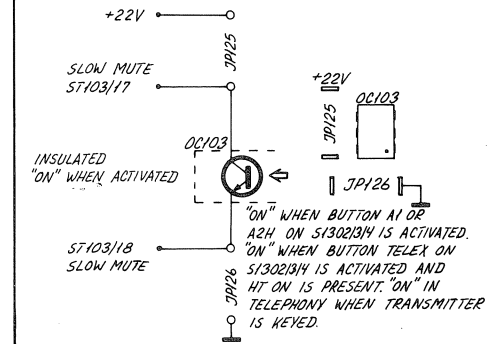 +22V
JP125
SLOW MUTE
ST103/17
+22V
JP125
OC103
OC103
INSULATED
"ON" WHEN ACTIVATED
JP126
"ON" WHEN BUTTON A1 OR
A2H ON S1302/3/4 IS ACTIVATED.
"ON" WHEN BUTTON TELEX ON
S1302/3/4 IS ACTIVATED AND
HT ON IS PRESENT. "ON" IN
TELEPHONY WHEN TRANSMITTER
IS KEYED.
ST103/18
SLOW MUTE
JP126